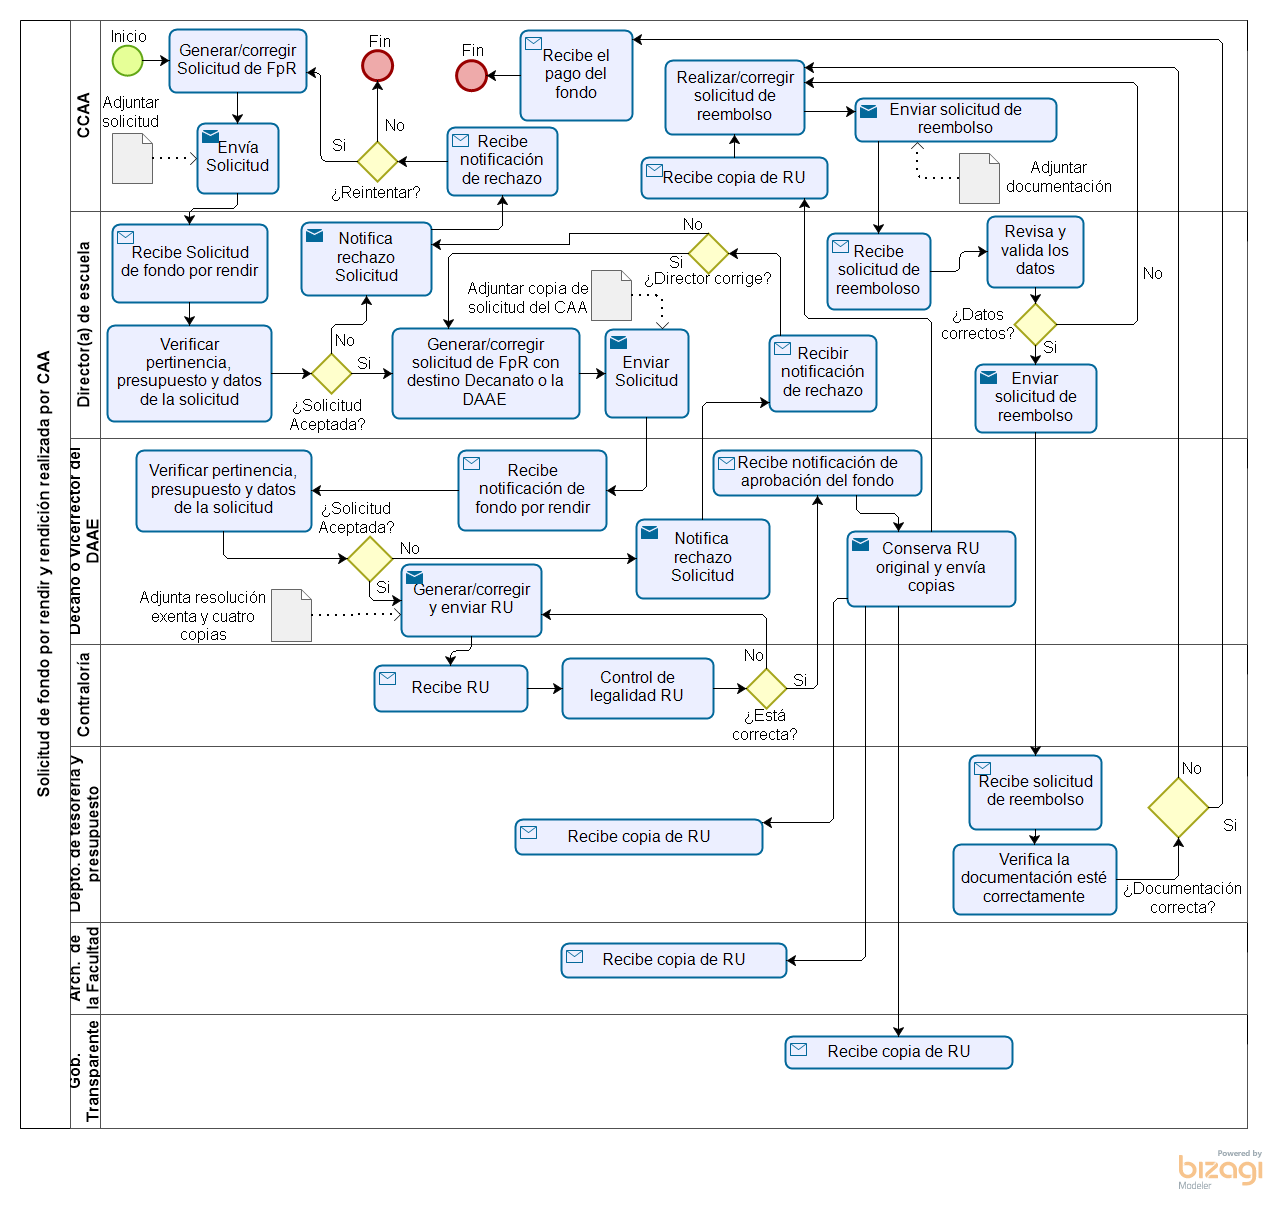 Solicitud de fondo por rendir y rendición realizada por CAA
CCAA
Inicio
Generar/corregir
Solicitud de FpR
Adjuntar
solicitud
Envía
Solicitud
Fin
No
Si
¿Reintentar?
Recibe
notificación
de rechazo
Fin
Recibe el
pago del
fondo
Realizar/corregir
solicitud de
reembolso
Recibe copia de RU
Enviar solicitud de
reembolso
Adjuntar
documentación
Director(a) de escuela
Recibe Solicitud
de fondo por rendir
Verificar
pertinencia,
presupuesto y datos
de la solicitud
Notifica
rechazo
Solicitud
No
Si
¿Solicitud
Aceptada?
Generar/corregir
solicitud de FpR con
destino Decanato o la
DAAE
Adjuntar copia de
solicitud del CAA
Enviar
Solicitud
No
Si
¿Director corrige?
Recibir
notificación
de rechazo
Recibe
solicitud de
reemboloso
Revisa y
valida los
datos
No
¿Datos
correctos?
Si
Enviar
solicitud de
reembolso
Decano o Vicerrector del
DAAE
Verificar pertinencia,
presupuesto y datos
de la solicitud
¿Solicitud
Aceptada?
No
Si
Recibe
notificación de
fondo por rendir
Notifica
rechazo
Solicitud
Adjunta resolución
exenta y cuatro
copias
Generar/corregir
y enviar RU
Recibe notificación de
aprobación del fondo
Conserva RU
original y envía
copias
Contraloría
Recibe RU
Control de
legalidad RU
No
Si
¿Está
correcta?
Depto. de tesorería y
presupuesto
Recibe copia de RU
Recibe solicitud
de reembolso
Verifica la
documentación esté
correctamente
No
Si
¿Documentación
correcta?
Arch. de
la Facultad
Recibe copia de RU
Gob.
Transparente
Recibe copia de RU
Powered by
bizagi
Modeler